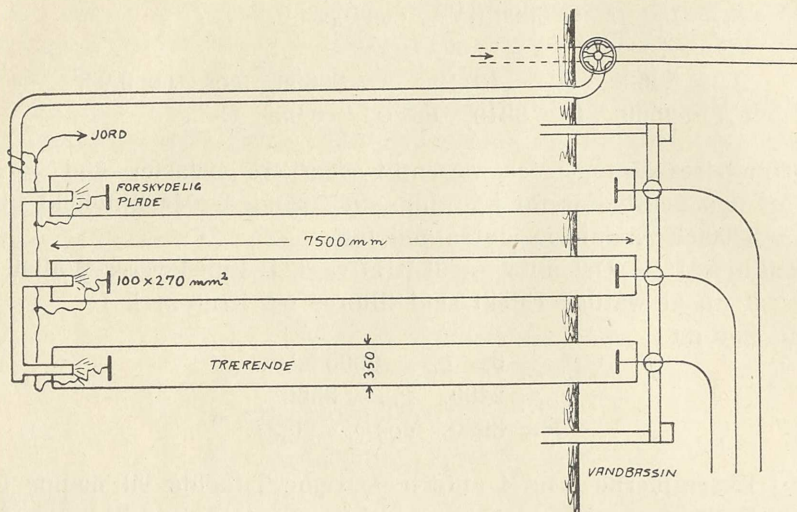 JORD
FORSKYDELIG
PLADE
7500 mm
100 x 270 mm²
TRÆRENDE
350
VANDBASSIN